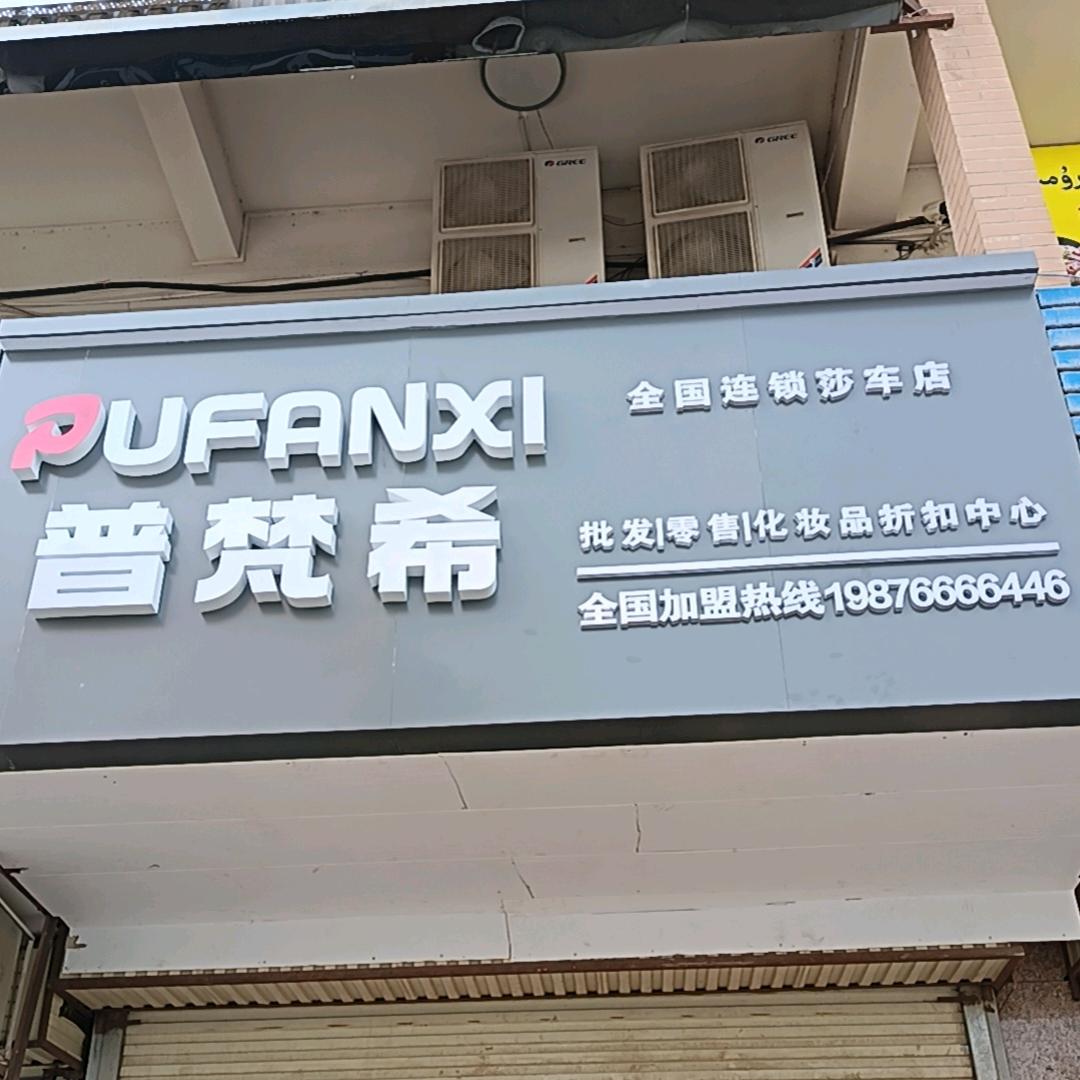 GREE
GREE
PUFANXI
普梵希
全国连锁莎车店
批发|零售|化妆品折扣中心
全国加盟热线19876666446